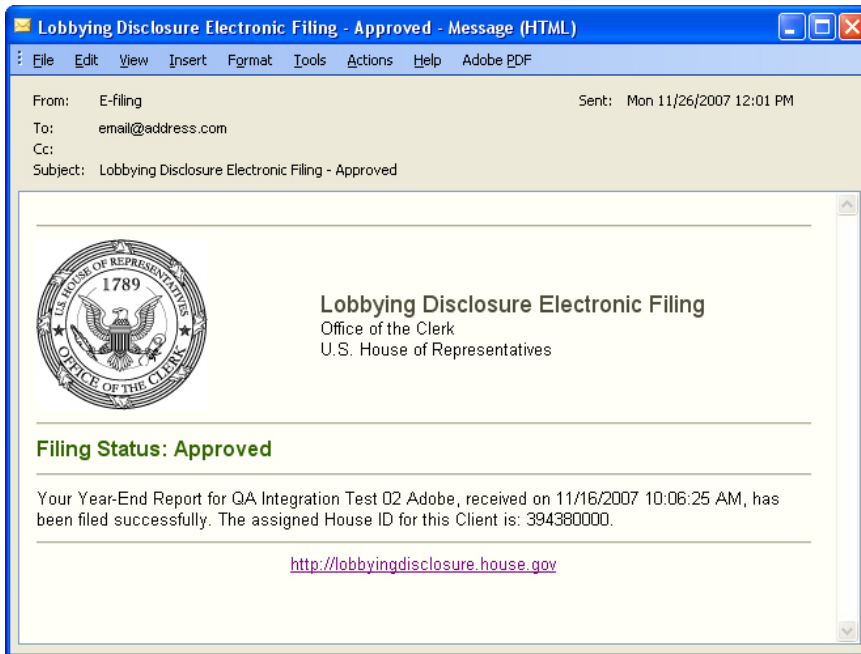 Lobbying Disclosure Electronic Filing - Approved - Message (HTML)
File Edit View Insert Format Tools Actions Help Adobe PDF
From: E-filing Sent: Mon 11/26/2007 12:01 PM
To: email@address.com
Cc:
Subject: Lobbying Disclosure Electronic Filing - Approved
U.S. HOUSE OF REPRESENTATIVES
1789
OFFICE OF THE CLERK
Lobbying Disclosure Electronic Filing
Office of the Clerk
U.S. House of Representatives
Filing Status: Approved
Your Year-End Report for QA Integration Test 02 Adobe, received on 11/16/2007 10:06:25 AM, has
been filed successfully. The assigned House ID for this Client is: 394380000.
http://lobbyingdisclosure.house.gov